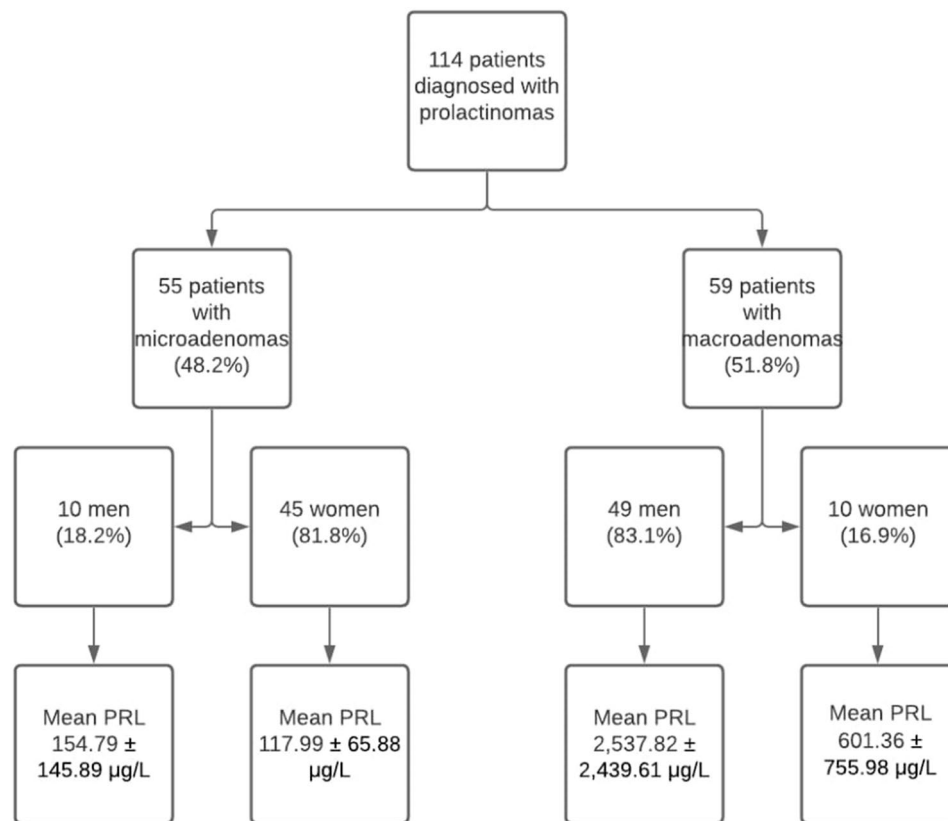 114 patients
diagnosed with
prolactinomas
55 patients
with
microadenomas
(48.2%)
59 patients
with
macroadenomas
(51.8%)
10 men
(18.2%)
45 women
(81.8%)
49 men
(83.1%)
10 women
(16.9%)
Mean PRL
154.79 ±
145.89 µg/L
Mean PRL
117.99 ± 65.88
µg/L
Mean PRL
2,537.82 ±
2,439.61 µg/L
Mean PRL
601.36 ±
755.98 µg/L